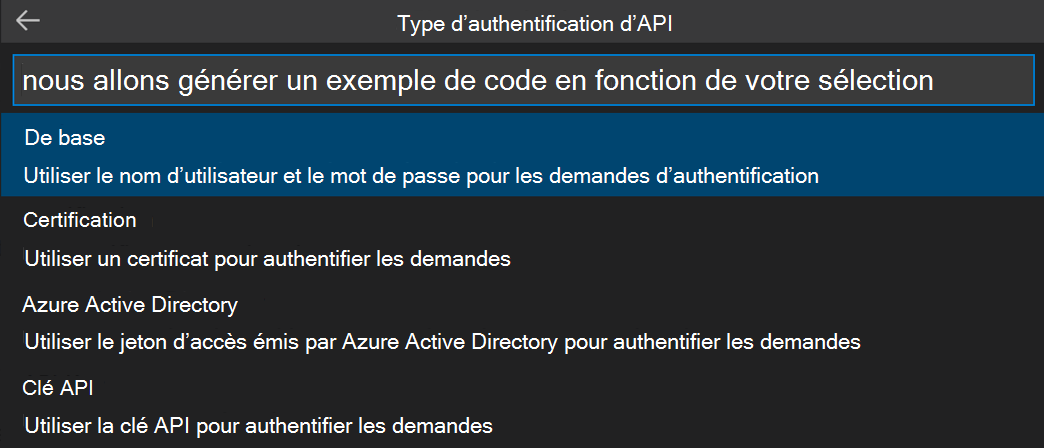 Type d’authentification d’API
nous allons générer un exemple de code en fonction de votre sélection
De base
Utiliser le nom d’utilisateur et le mot de passe pour les demandes d’authentification
Certification
Utiliser un certificat pour authentifier les demandes
Azure Active Directory
Utiliser le jeton d’accès émis par Azure Active Directory pour authentifier les demandes
Clé API
Utiliser la clé API pour authentifier les demandes